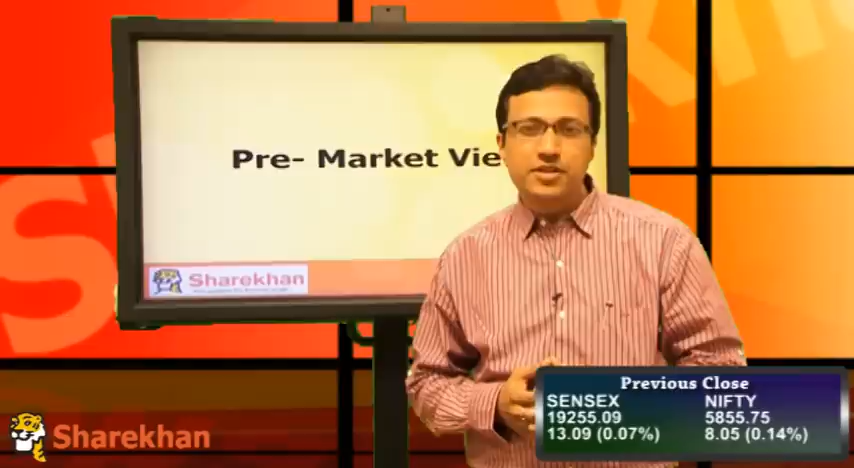 Pre- Market Vie
Sharekhan
Sharekhan
Previous Close
SENSEX NIFTY
19255.09 5855.75
13.09 (0.07%) 8.05 (0.14%)